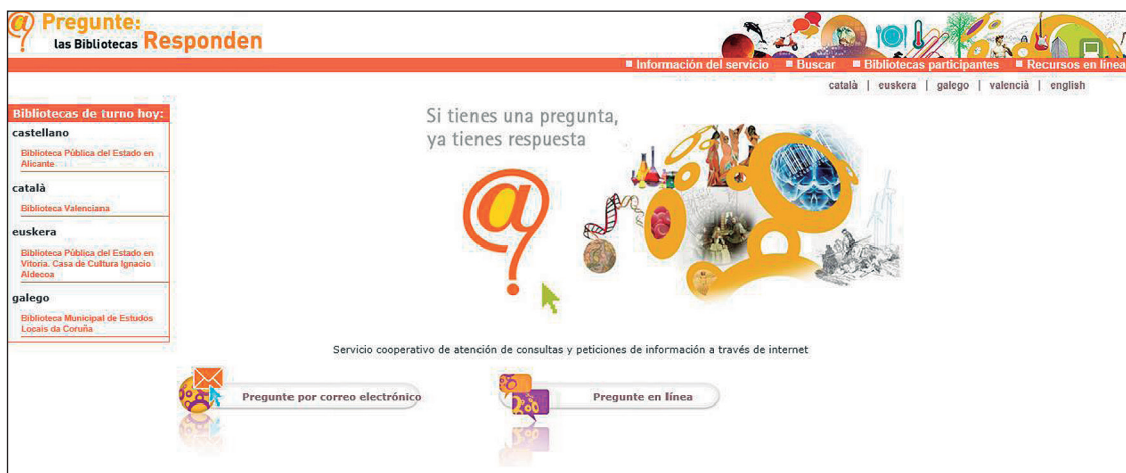 Pregunte:
las Bibliotecas Responden
Información del servicio Buscar Bibliotecas participantes Recursos en línea
català | euskera | galego | valencià | english
Bibliotecas de turno hoy:
castellano
Biblioteca Pública del Estado en
Alicante
català
Biblioteca Valenciana
euskera
Biblioteca Pública del Estado en
Vitoria. Casa de Cultura Ignacio
Aldecoa
galego
Biblioteca Municipal de Estudos
Locais da Coruña
Si tienes una pregunta,
ya tienes respuesta
Servicio cooperativo de atención de consultas y peticiones de información a través de internet
Pregunte por correo electrónico
Pregunte en línea